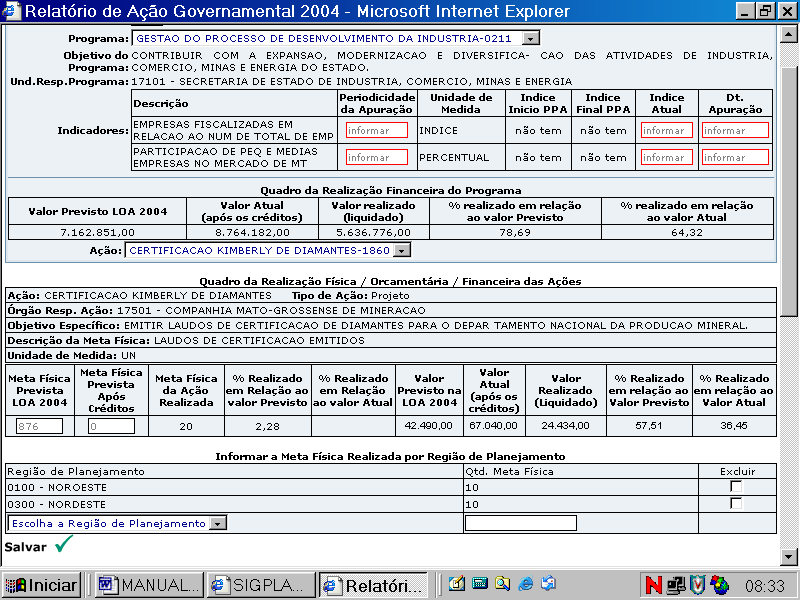 Relatório de Ação Governamental 2004 - Microsoft Internet Explorer
Programa: GESTAO DO PROCESSO DE DESENVOLVIMENTO DA INDUSTRIA-0211
Objetivo do Programa: CONTRIBUIR COM A EXPANSAO, MODERNIZACAO E DIVERSIFICA- CAO DAS ATIVIDADES DE INDUSTRIA,
COMERCIO, MINAS E ENERGIA DO ESTADO.
Und.Resp.Programa: 17101 - SECRETARIA DE ESTADO DE INDUSTRIA, COMERCIO, MINAS E ENERGIA
Indicadores:
Descrição Periodicidade da Apuração Unidade de Medida Indice Inicio PPA Indice Final PPA Indice Atual Dt. Apuração
EMPRESAS FISCALIZADAS EM RELACAO AO NUM DE TOTAL DE EMP informar INDICE não tem não tem informar informar
PARTICIPACAO DE PEQ E MEDIAS EMPRESAS NO MERCADO DE MT informar PERCENTUAL não tem não tem informar informar
Quadro da Realização Financeira do Programa
Valor Previsto LOA 2004 Valor Atual (após os créditos) Valor realizado (liquidado) % realizado em relação ao valor Previsto % realizado em relação ao valor Atual
7.162.851,00 8.764.182,00 5.636.776,00 78,69 64,32
Ação: CERTIFICACAO KIMBERLY DE DIAMANTES-1860
Quadro da Realização Física / Orcamentária / Financeira das Ações
Ação: CERTIFICACAO KIMBERLY DE DIAMANTES Tipo de Ação: Projeto
Órgão Resp. Ação: 17501 - COMPANHIA MATO-GROSSENSE DE MINERACAO
Objetivo Específico: EMITIR LAUDOS DE CERTIFICACAO DE DIAMANTES PARA O DEPAR TAMENTO NACIONAL DA PRODUCAO MINERAL.
Descrição da Meta Física: LAUDOS DE CERTIFICACAO EMITIDOS
Unidade de Medida: UN
Meta Física Prevista LOA 2004 Meta Física Prevista Após Créditos Meta Física da Ação Realizada % Realizado em Relação ao valor Previsto % Realizado em Relação ao valor Atual Valor Previsto na LOA 2004 Valor Atual (após os créditos) Valor Realizado (Liquidado) % Realizado em relação ao Valor Previsto % Realizado em relação ao Valor Atual
876 0 20 2,28 42.490,00 67.040,00 24.434,00 57,51 36,45
Informar a Meta Física Realizada por Região de Planejamento
Região de Planejamento Qtd. Meta Física Excluir
0100 - NOROESTE 10
0300 - NORDESTE 10
Escolha a Região de Planejamento
Salvar
Iniciar MANUAL... SIGPLA... Relatóri... 08:33